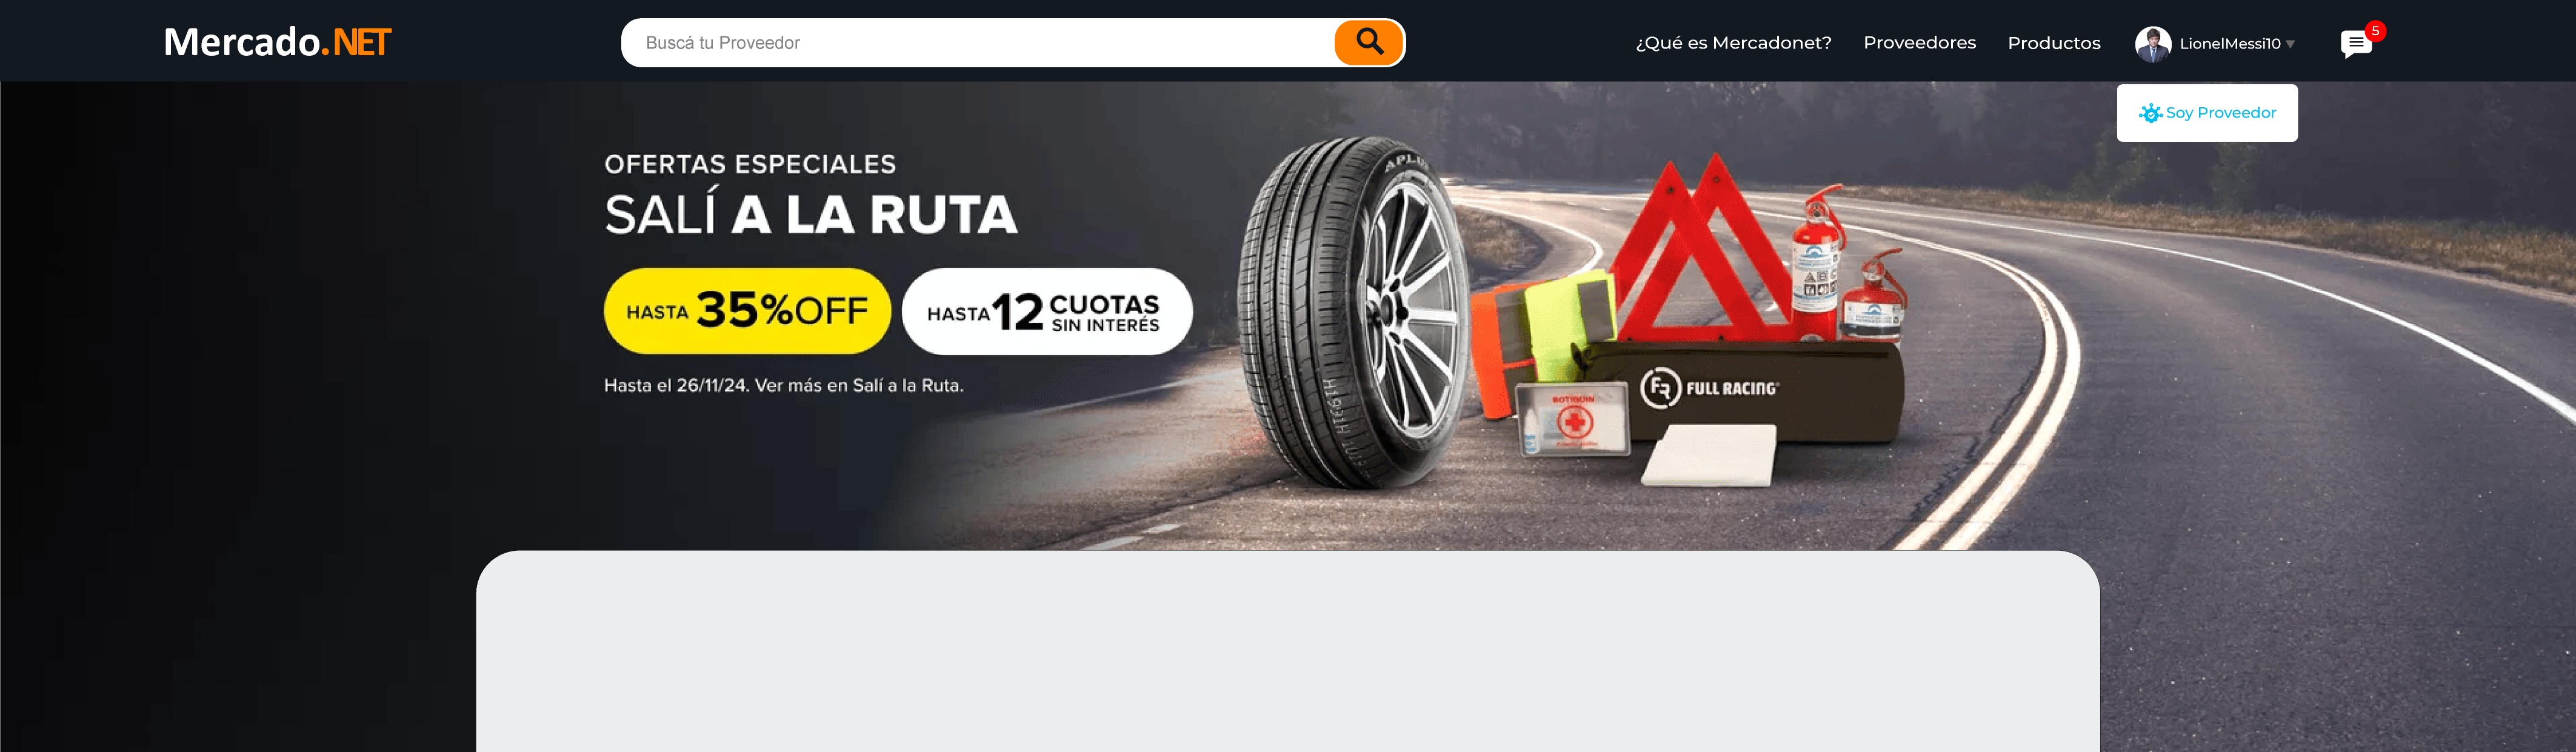 Mercado.NET
Buscá tu Proveedor
¿Qué es Mercadonet?
Proveedores
Productos
LionelMessi10
5
Soy Proveedor
OFERTAS ESPECIALES
SALÍ A LA RUTA
HASTA 35%OFF
HASTA 12 CUOTAS
SIN INTERÉS
Hasta el 26/11/24. Ver más en Salí a la Ruta.
APLUS
FR FULL RACING
BOTIQUIN